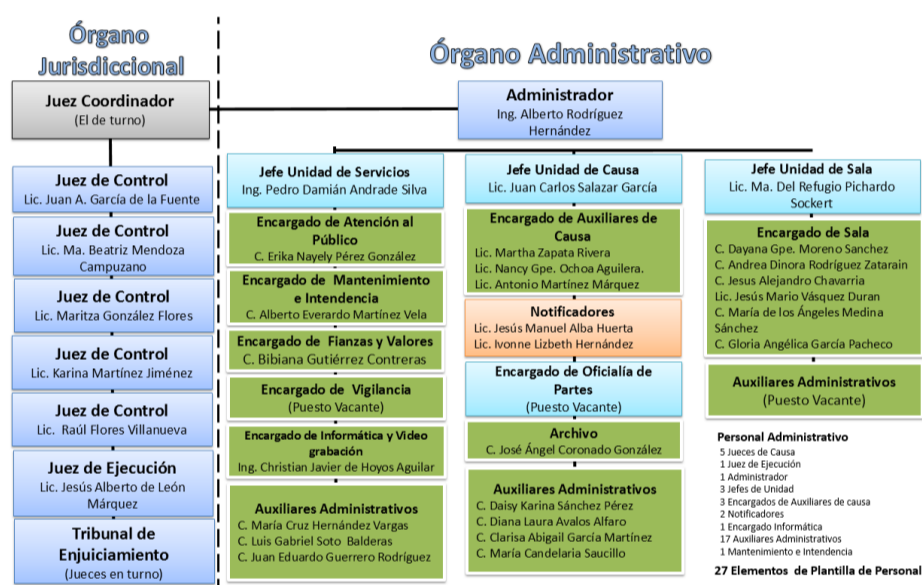 Órgano
Jurisdiccional
Órgano Administrativo
Juez Coordinador
(El de turno)
Administrador
Ing. Alberto Rodríguez
Hernández
Juez de Control
Lic. Juan A. García de la Fuente
Juez de Control
Lic. Ma. Beatriz Mendoza
Campuzano
Juez de Control
Lic. Maritza González Flores
Juez de Control
Lic. Karina Martínez Jiménez
Juez de Control
Lic. Raúl Flores Villanueva
Juez de Ejecución
Lic. Jesús Alberto de León
Márquez
Tribunal de
Enjuiciamiento
(Jueces en turno)
Jefe Unidad de Servicios
Ing. Pedro Damián Andrade Silva
Encargado de Atención al
Público
C. Erika Nayely Pérez González
Encargado de Mantenimiento
e Intendencia
C. Alberto Everardo Martínez Vela
Encargado de Fianzas y Valores
C. Bibiana Gutiérrez Contreras
Encargado de Vigilancia
(Puesto Vacante)
Encargado de Informática y Video
grabación
Ing. Christian Javier de Hoyos Aguilar
Auxiliares Administrativos
C. María Cruz Hernández Vargas
C. Luis Gabriel Soto Balderas
C. Juan Eduardo Guerrero Rodríguez
Jefe Unidad de Causa
Lic. Juan Carlos Salazar García
Encargado de Auxiliares de
Causa
Lic. Martha Zapata Rivera
Lic. Nancy Gpe. Ochoa Aguilera.
Lic. Antonio Martínez Márquez
Notificadores
Lic. Jesús Manuel Alba Huerta
Lic. Ivonne Lizbeth Hernández
Encargado de Oficialía de
Partes
(Puesto Vacante)
Archivo
C. José Ángel Coronado González
Auxiliares Administrativos
C. Daisy Karina Sánchez Pérez
C. Diana Laura Avalos Alfaro
C. Clarisa Abigail García Martínez
C. María Candelaria Saucillo
Jefe Unidad de Sala
Lic. Ma. Del Refugio Pichardo
Sockert
Encargado de Sala
C. Dayana Gpe. Moreno Sanchez
C. Andrea Dinora Rodríguez Zatarain
C. Jesus Alejandro Chavarria
Lic. Jesús Mario Vásquez Duran
C. María de los Ángeles Medina
Sánchez
C. Gloria Angélica García Pacheco
Auxiliares Administrativos
(Puesto Vacante)
Personal Administrativo
5 Jueces de Causa
1 Juez de Ejecución
1 Administrador
3 Jefes de Unidad
3 Encargados de Auxiliares de causa
2 Notificadores
1 Encargado Informática
17 Auxiliares Administrativos
1 Mantenimiento e Intendencia
27 Elementos de Plantilla de Personal